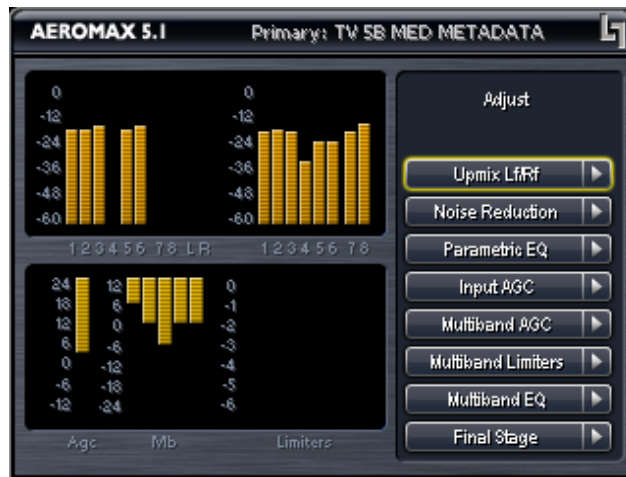 AEROMAX 5.1
Primary: TV 5B MED METADATA
0
-12
-24
-36
-48
-60
1 2 3 4 5 6 7 8 L R
0
-12
-24
-36
-48
-60
1 2 3 4 5 6 7 8
24
18
12
6
0
-6
-12
Agc
12
6
0
-6
-12
-18
-24
Mb
0
-1
-2
-3
-4
-5
-6
Limiters
Adjust
Upmix Lf/Rf
Noise Reduction
Parametric EQ
Input AGC
Multiband AGC
Multiband Limiters
Multiband EQ
Final Stage